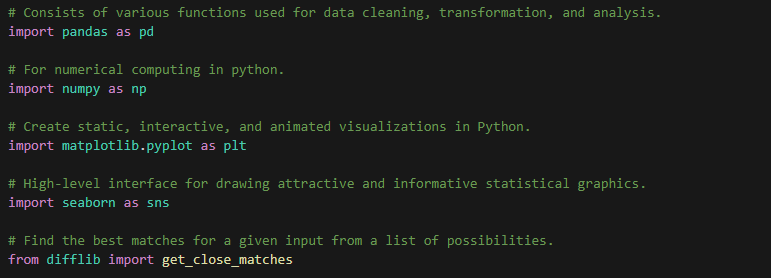 # Consists of various functions used for data cleaning, transformation, and analysis.
import pandas as pd
# For numerical computing in python.
import numpy as np
# Create static, interactive, and animated visualizations in Python.
import matplotlib.pyplot as plt
# High-level interface for drawing attractive and informative statistical graphics.
import seaborn as sns
# Find the best matches for a given input from a list of possibilities.
from difflib import get_close_matches